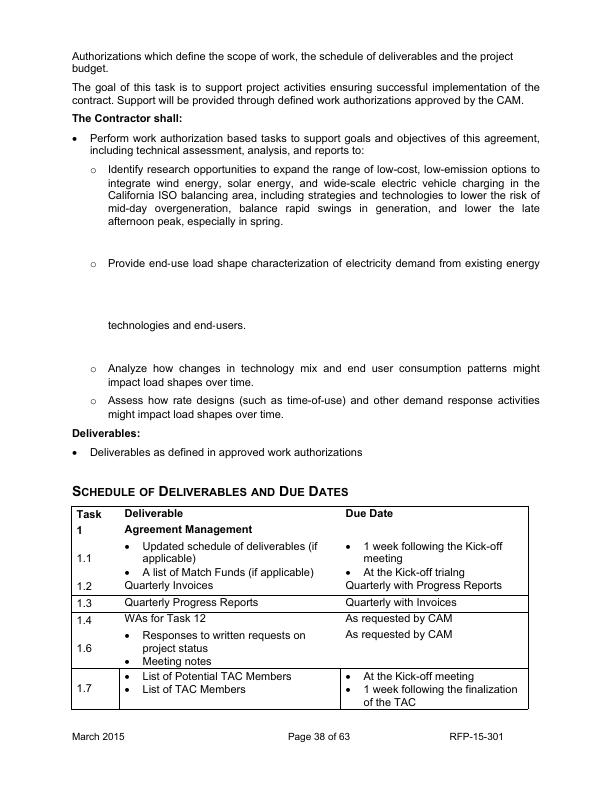 Authorizations which define the scope of work, the schedule of deliverables and the project
budget.
The goal of this task is to support project activities ensuring successful implementation of the
contract. Support will be provided through defined work authorizations approved by the CAM.
The Contractor shall:
• Perform work authorization based tasks to support goals and objectives of this agreement,
including technical assessment, analysis, and reports to:
o Identify research opportunities to expand the range of low-cost, low-emission options to
integrate wind energy, solar energy, and wide-scale electric vehicle charging in the
California ISO balancing area, including strategies and technologies to lower the risk of
mid-day overgeneration, balance rapid swings in generation, and lower the late
afternoon peak, especially in spring.
o Provide end-use load shape characterization of electricity demand from existing energy
technologies and end-users.
o Analyze how changes in technology mix and end user consumption patterns might
impact load shapes over time.
o Assess how rate designs (such as time-of-use) and other demand response activities
might impact load shapes over time.
Deliverables:
• Deliverables as defined in approved work authorizations
SCHEDULE OF DELIVERABLES AND DUE DATES
Task Deliverable Due Date
1 Agreement Management
• Updated schedule of deliverables (if • 1 week following the Kick-off
1.1 applicable) meeting
• A list of Match Funds (if applicable) • At the Kick-off trialng
1.2 Quarterly Invoices Quarterly with Progress Reports
1.3 Quarterly Progress Reports Quarterly with Invoices
1.4 WAs for Task 12 As requested by CAM
• Responses to written requests on As requested by CAM
1.6 project status
• Meeting notes
• List of Potential TAC Members • At the Kick-off meeting
1.7 • List of TAC Members • 1 week following the finalization
of the TAC
March 2015 Page 38 of 63 RFP-15-301